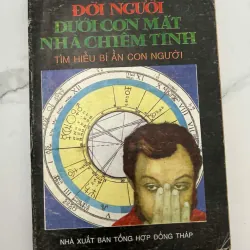 ĐỜI NGƯỜI
DƯỚI CON MẮT
NHÀ CHIÊM TINH
TÌM HIỂU BÍ ẨN CON NGƯỜI
NHÀ XUẤT BẢN TỔNG HỢP ĐỒNG THÁP